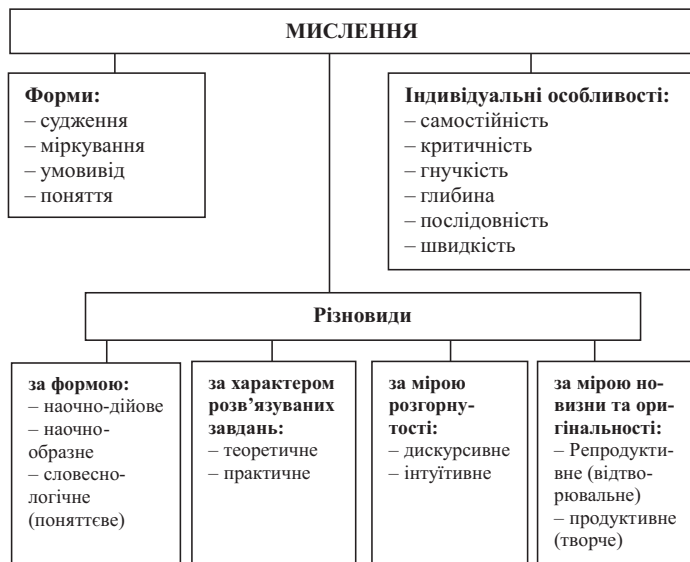 МИСЛЕННЯ
Форми:
– судження
– міркування
– умовивід
– поняття
Індивідуальні особливості:
– самостійність
– критичність
– гнучкість
– глибина
– послідовність
– швидкість
Різновиди
за формою:
– наочно-дійове
– наочно-
образне
– словесно-
логічне
(поняттєве)
за характером
розв'язуваних
завдань:
– теоретичне
– практичне
за мірою
розгорну-
тості:
– дискурсивне
– інтуїтивне
за мірою но-
визни та ори-
гінальності:
– Репродукти-
вне (відтво-
рювальне)
– продуктивне
(творче)